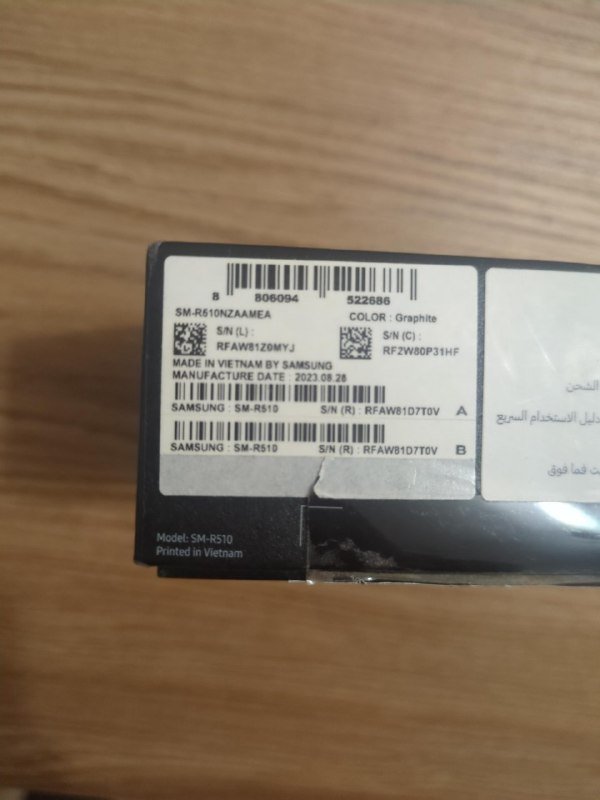 8 806094 522686
SM-R510NZAAMEA COLOR : Graphite
S/N (L) : S/N (C) :
RFAW81Z0MYJ RF2W80P31HF
MADE IN VIETNAM BY SAMSUNG
MANUFACTURE DATE : 2023.08.28
SAMSUNG : SM-R510 S/N (R) : RFAW81D7T0V A
SAMSUNG : SM-R510 S/N (R) : RFAW81D7T0V B
Model: SM-R510
Printed in Vietnam
الشحن
دليل الاستخدام السريع
فما فوق